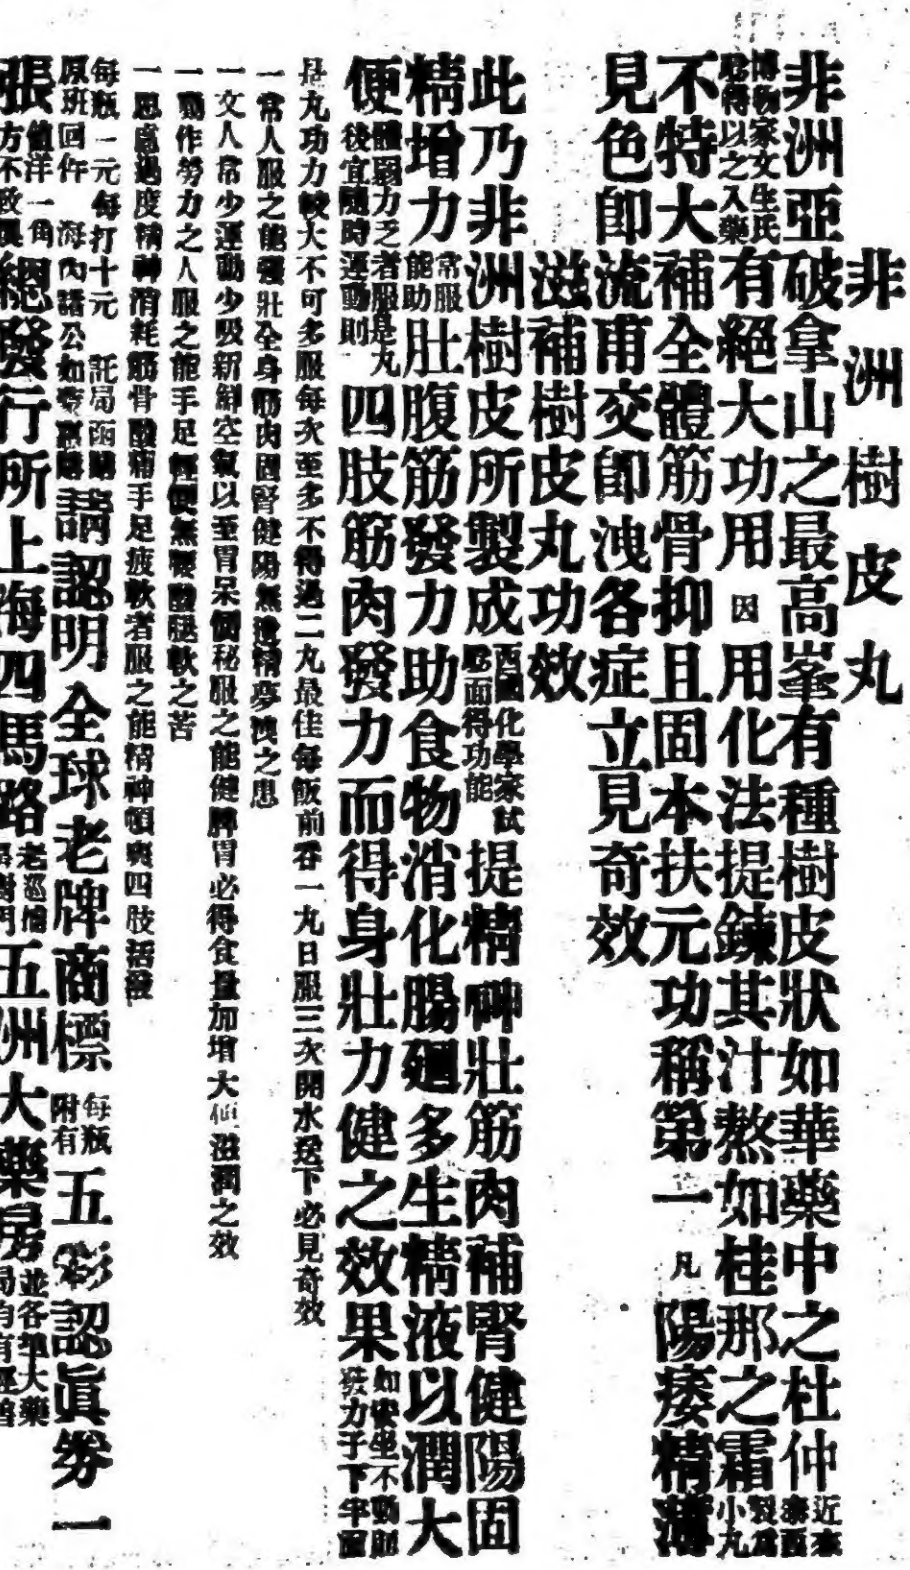 非洲樹皮丸
非洲亞破拿山之最高峯有種樹皮狀如華藥中之杜仲近來泰西
博物家女生氏驗得以之入藥有絕大功用因用化法提鍊其汁熬如桂那之霜製爲小丸
不特大補全體筋骨抑且固本扶元功稱第一凡陽痿精薄
見色卽流甫交卽洩各症立見奇效
滋補樹皮丸功效
此乃非洲樹皮所製成西國化學家試驗而得功能提精神壯筋肉補腎健陽固
精增力常服能助肚腹筋發力助食物消化腸廻多生精液以潤大
便體弱力乏者服是丸後宜隨時運動則四肢筋肉發力而得身壯力健之效果如安坐不動則發力于下半
是丸功力較大不可多服每次至多不得過二丸最佳每飯前吞一丸日服三次開水送下必見奇效
一常人服之能強壯全身筋肉固腎健陽無遺精夢洩之患
一文人常少運動少吸新鮮空氣以至胃呆便秘服之能健脾胃必得食量加增大便滋潤之效
一動作勞力之人服之能手足輕便無腰酸腿軟之苦
一思慮過度精神消耗筋骨酸痛手足疲軟者服之能精神頓爽四肢活潑
每瓶一元每打十元 託局函購原班回件 海內諸公如蒙惠購請認明全球老牌商標每瓶附有五彩認眞劵一
張值洋一角方不致誤總發行所上海四馬路老巡捕房對門五洲大藥房並各埠大藥局均有經售